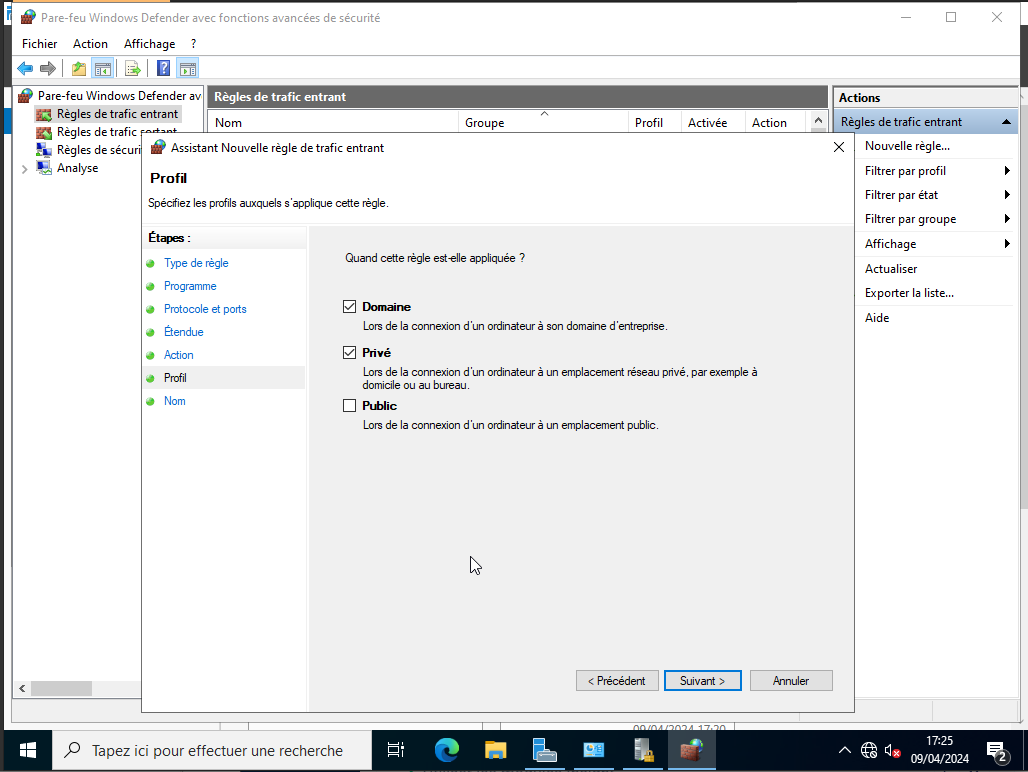 Pare-feu Windows Defender avec fonctions avancées de sécurité
Fichier Action Affichage ?
Pare-feu Windows Defender av
Règles de trafic entrant
Règles de trafic sortant
Règles de sécuri
Analyse
Règles de trafic entrant
Nom Groupe Profil Activée Action
Actions
Règles de trafic entrant
Nouvelle règle...
Filtrer par profil
Filtrer par état
Filtrer par groupe
Affichage
Actualiser
Exporter la liste...
Aide
Assistant Nouvelle règle de trafic entrant
Profil
Spécifiez les profils auxquels s'applique cette règle.
Étapes :
Type de règle
Programme
Protocole et ports
Étendue
Action
Profil
Nom
Quand cette règle est-elle appliquée ?
Domaine
Lors de la connexion d'un ordinateur à son domaine d'entreprise.
Privé
Lors de la connexion d'un ordinateur à un emplacement réseau privé, par exemple à
domicile ou au bureau.
Public
Lors de la connexion d'un ordinateur à un emplacement public.
< Précédent Suivant > Annuler
09/04/2024 17:20
Tapez ici pour effectuer une recherche
17:25
09/04/2024
2